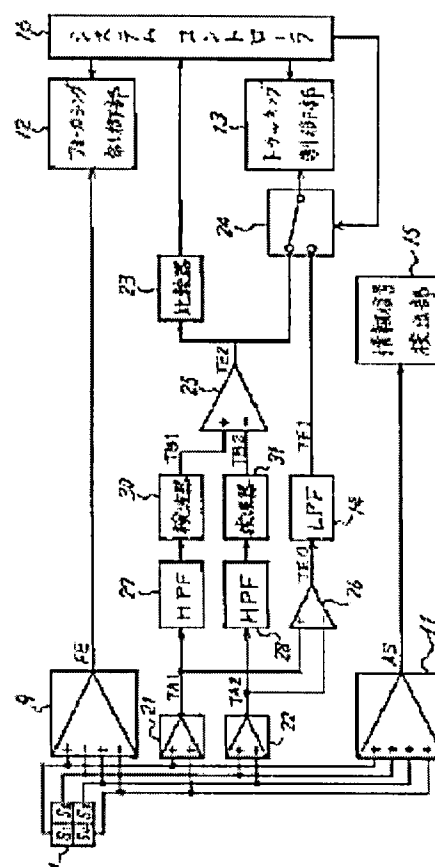 16
システム コントローラ
12
フォーカシング
制御部
13
トラッキング
制御部
24
23
比較器
15
情報信号
検出部
TE2
25
TB1
TB2
30
検波器
31
検波器
TE1
LPF
14
27
HPF
HPF
28
TE0
26
FE
TA1
TA2
AS
9
21
22
11
S1
S2